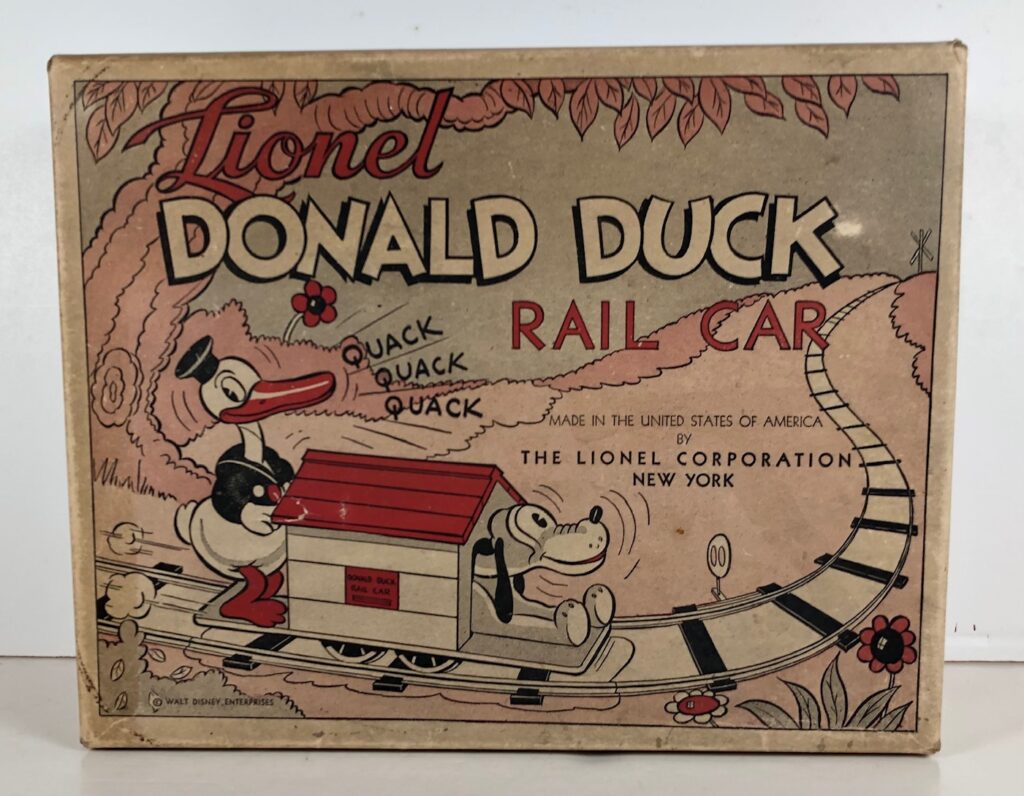 Lionel
DONALD DUCK
RAIL CAR
QUACK
QUACK
QUACK
MADE IN THE UNITED STATES OF AMERICA
BY
THE LIONEL CORPORATION
NEW YORK
DONALD DUCK
RAIL CAR
© WALT DISNEY ENTERPRISES